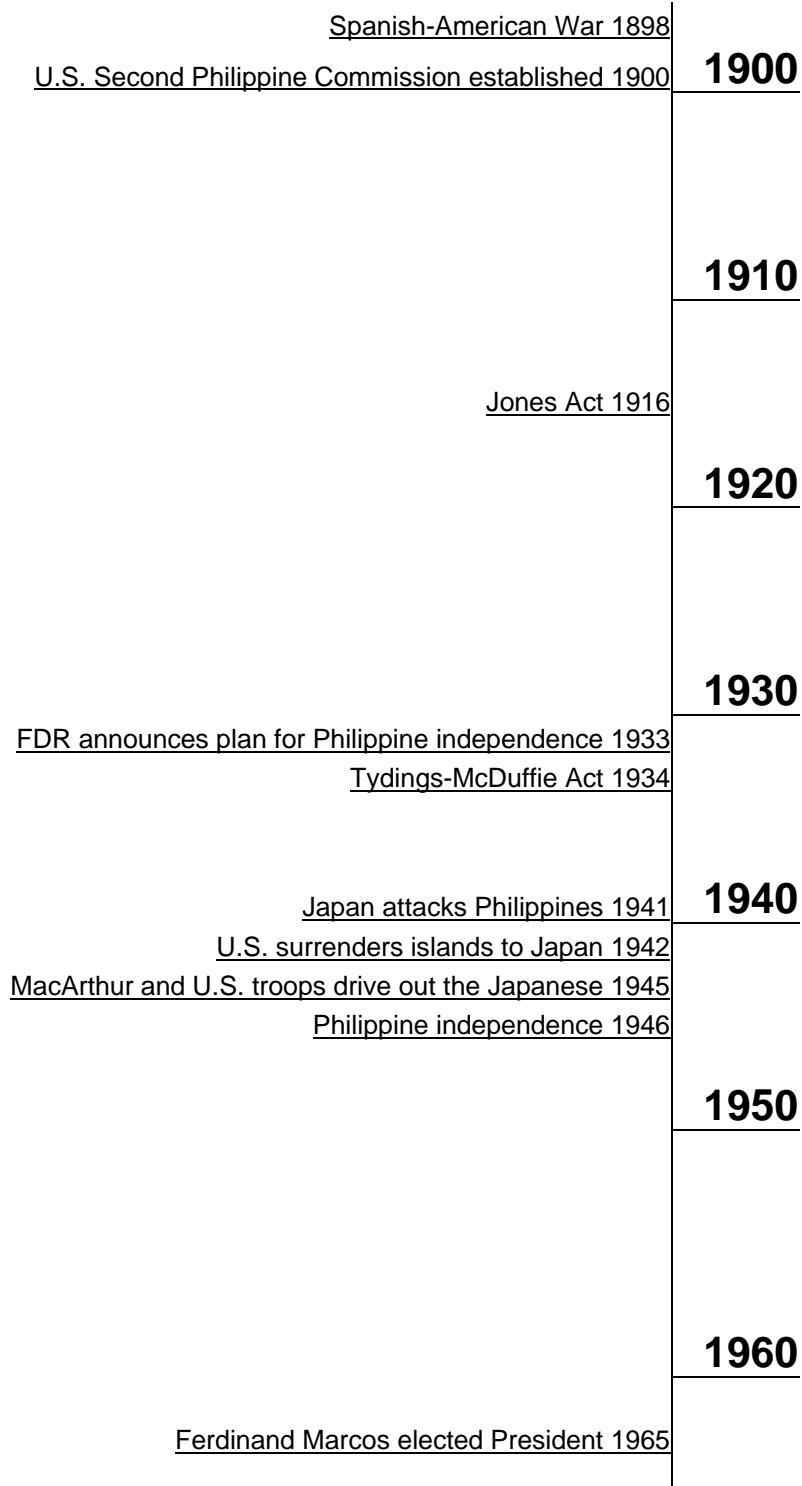 Spanish-American War 1898
1900
U.S. Second Philippine Commission established 1900
1910
Jones Act 1916
1920
1930
FDR announces plan for Philippine independence 1933
Tydings-McDuffie Act 1934
1940
Japan attacks Philippines 1941
U.S. surrenders islands to Japan 1942
MacArthur and U.S. troops drive out the Japanese 1945
Philippine independence 1946
1950
1960
Ferdinand Marcos elected President 1965